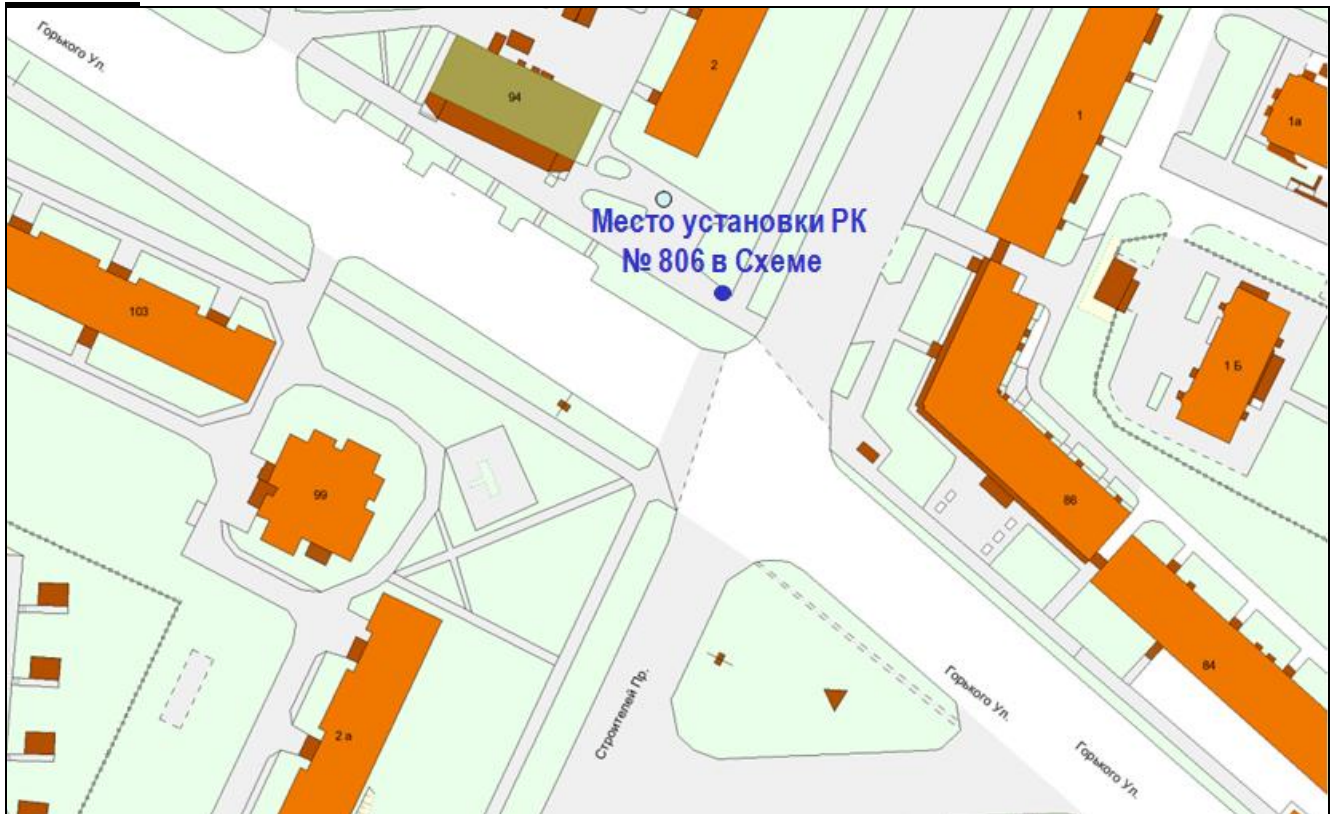 Горького Ул.
2
94
1
1а
Место установки РК
№ 806 в Схеме
103
1 Б
99
86
84
2 а
Строителей Пр.
Горького Ул.
Горького Ул.